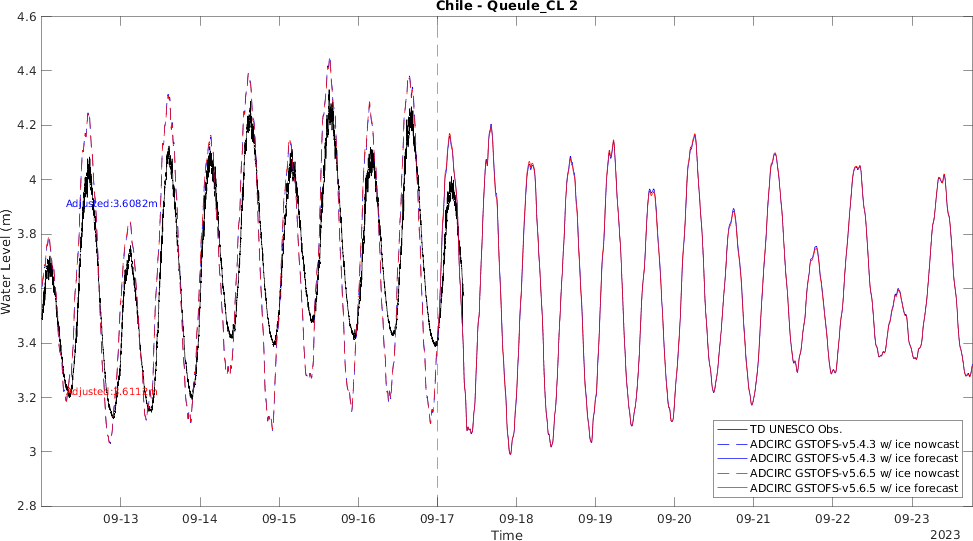 Chile - Queule_CL 2
4.6
4.4
4.2
4
3.8
3.6
3.4
3.2
3
2.8
Water Level (m)
Adjusted:3.6082m
TD UNESCO Obs.
ADCIRC GSTOFS-v5.4.3 w/ ice nowcast
ADCIRC GSTOFS-v5.4.3 w/ ice forecast
ADCIRC GSTOFS-v5.6.5 w/ ice nowcast
ADCIRC GSTOFS-v5.6.5 w/ ice forecast
09-13 09-14 09-15 09-16 09-17 09-18 09-19 09-20 09-21 09-22 09-23
Time
2023